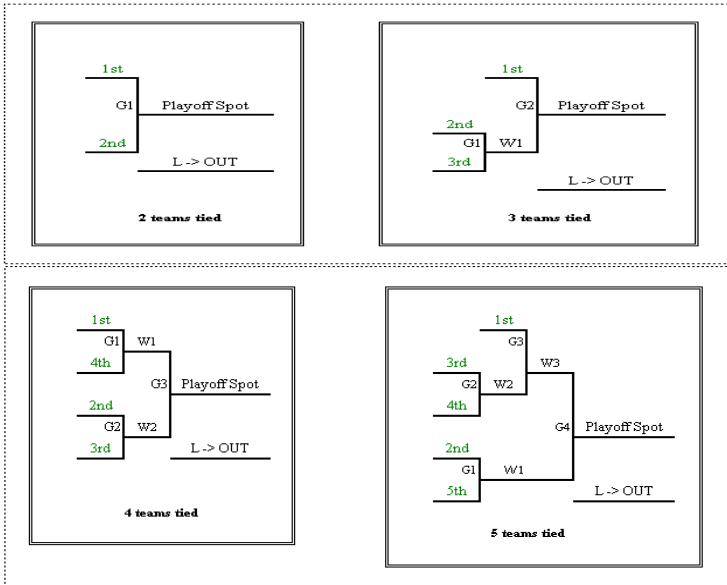 1st
G1 Playoff Spot
2nd
L -> OUT
2 teams tied
1st
G2 Playoff Spot
2nd
G1 W1
3rd
L -> OUT
3 teams tied
1st
G1 W1
4th
G3 Playoff Spot
2nd
G2 W2
3rd
L -> OUT
4 teams tied
1st
G3
3rd W3
G2 W2
4th
G4 Playoff Spot
2nd
G1 W1
5th
L -> OUT
5 teams tied